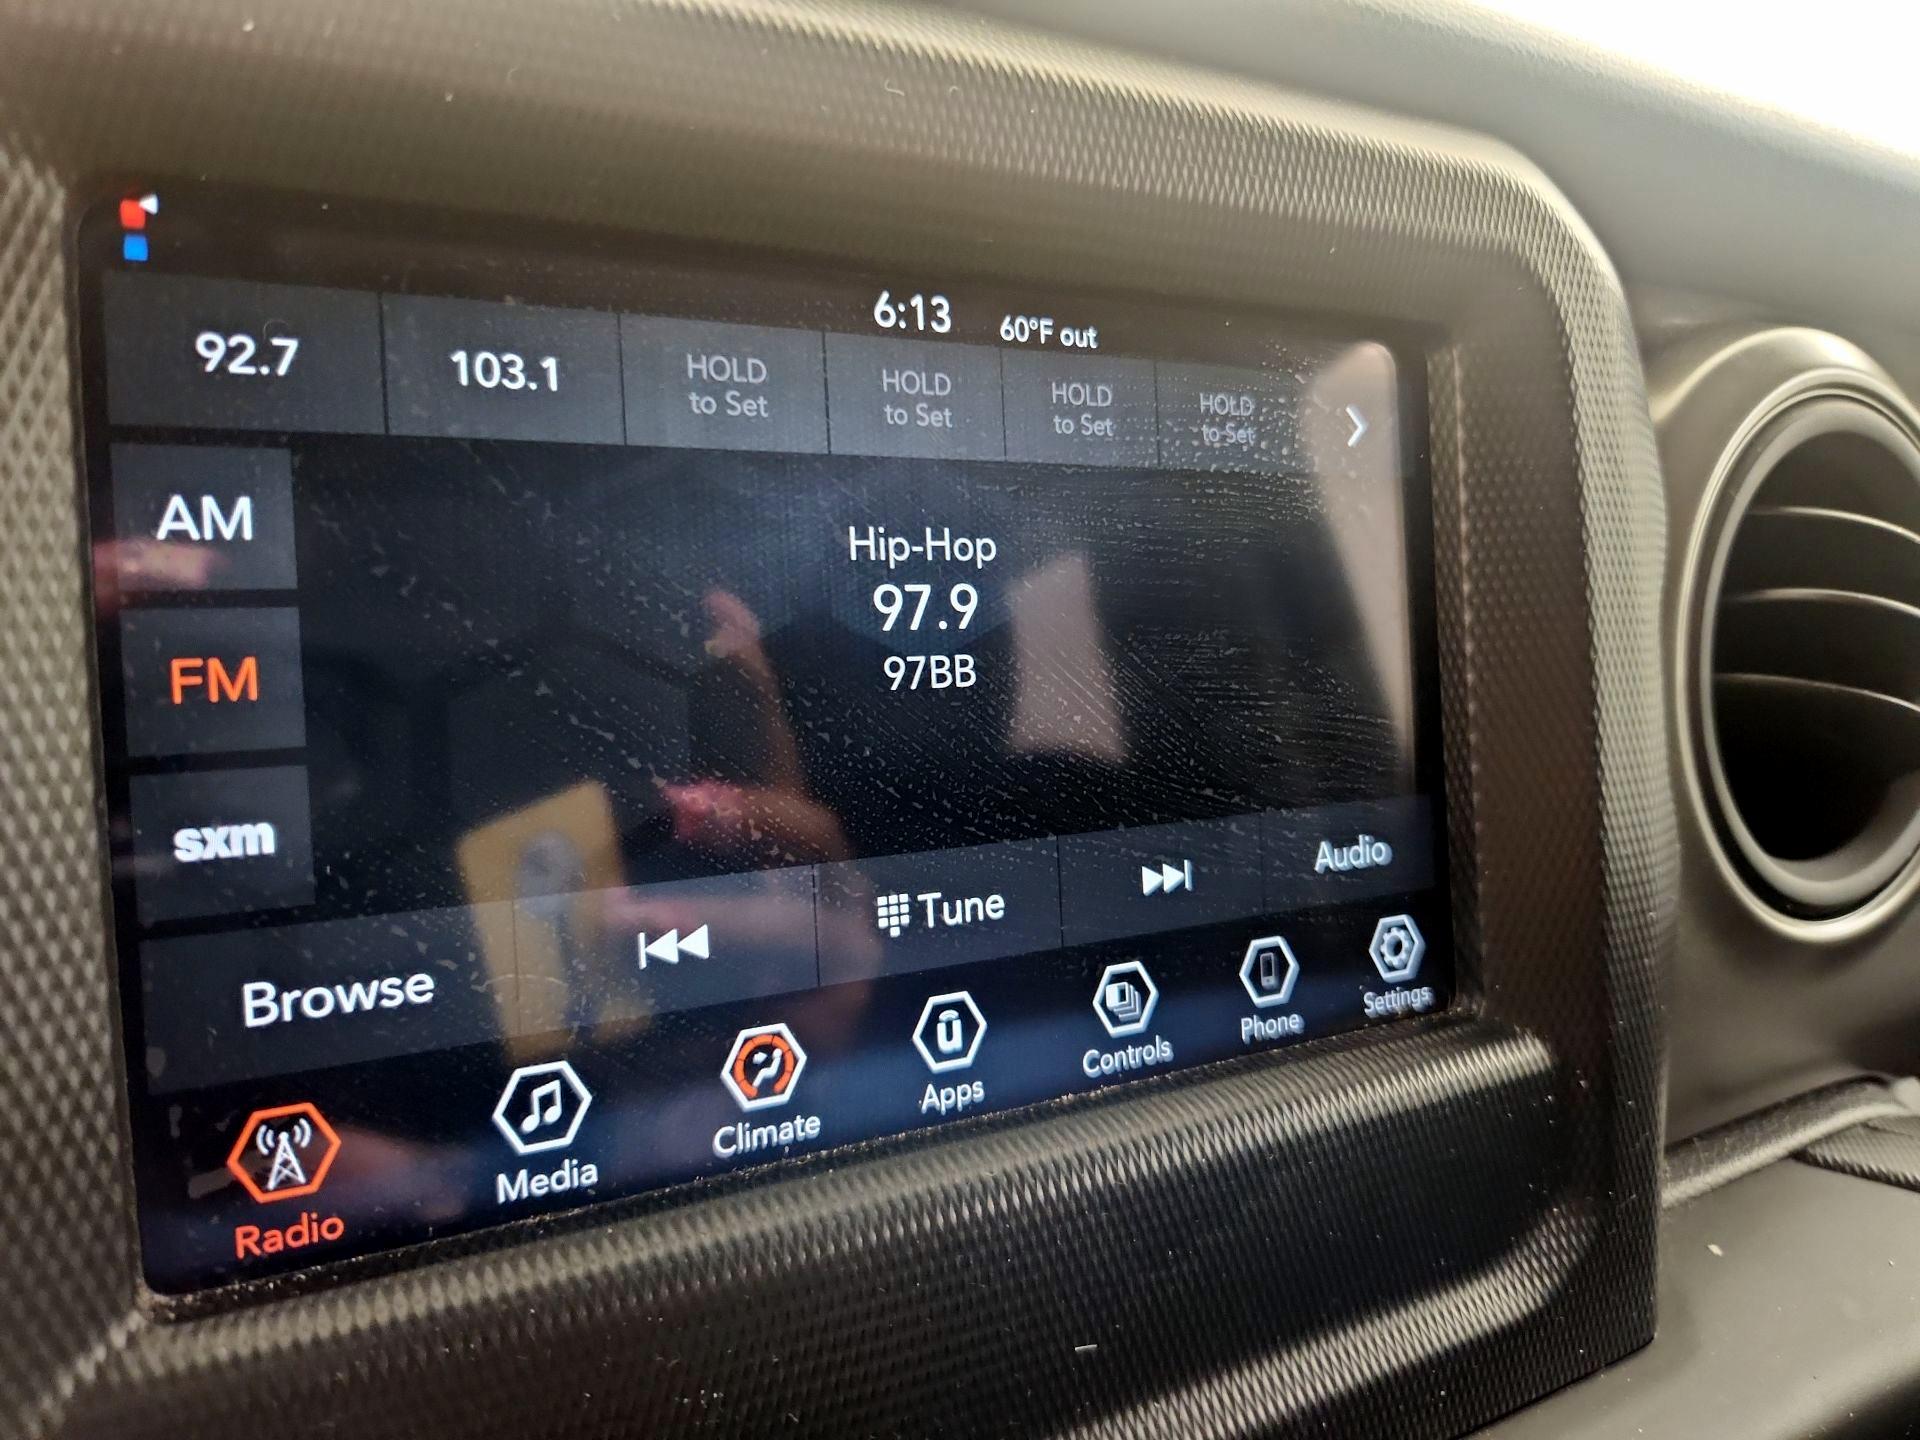 6:13 60°F out
92.7
103.1
HOLD
to Set
HOLD
to Set
HOLD
to Set
HOLD
to Set
AM
FM
sxm
Hip-Hop
97.9
97BB
Browse
Tune
Audio
Radio
Media
Climate
Apps
Controls
Phone
Settings